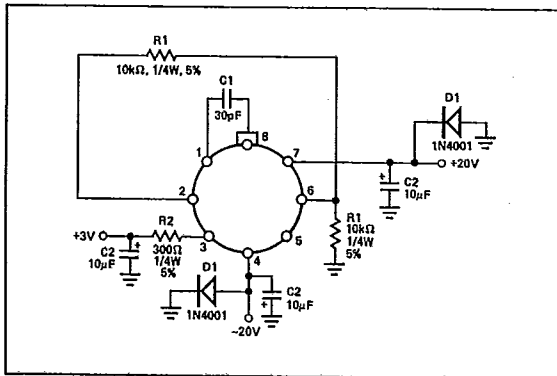 R1
10kΩ, 1/4W, 5%
C1
30pF
D1
1N4001
8
1
7
+20V
+
C2
10µF
2
6
R1
10kΩ
1/4W
5%
+3V
R2
300Ω
1/4W
5%
3
5
4
C2
10µF
+
D1
1N4001
C2
10µF
+
-20V